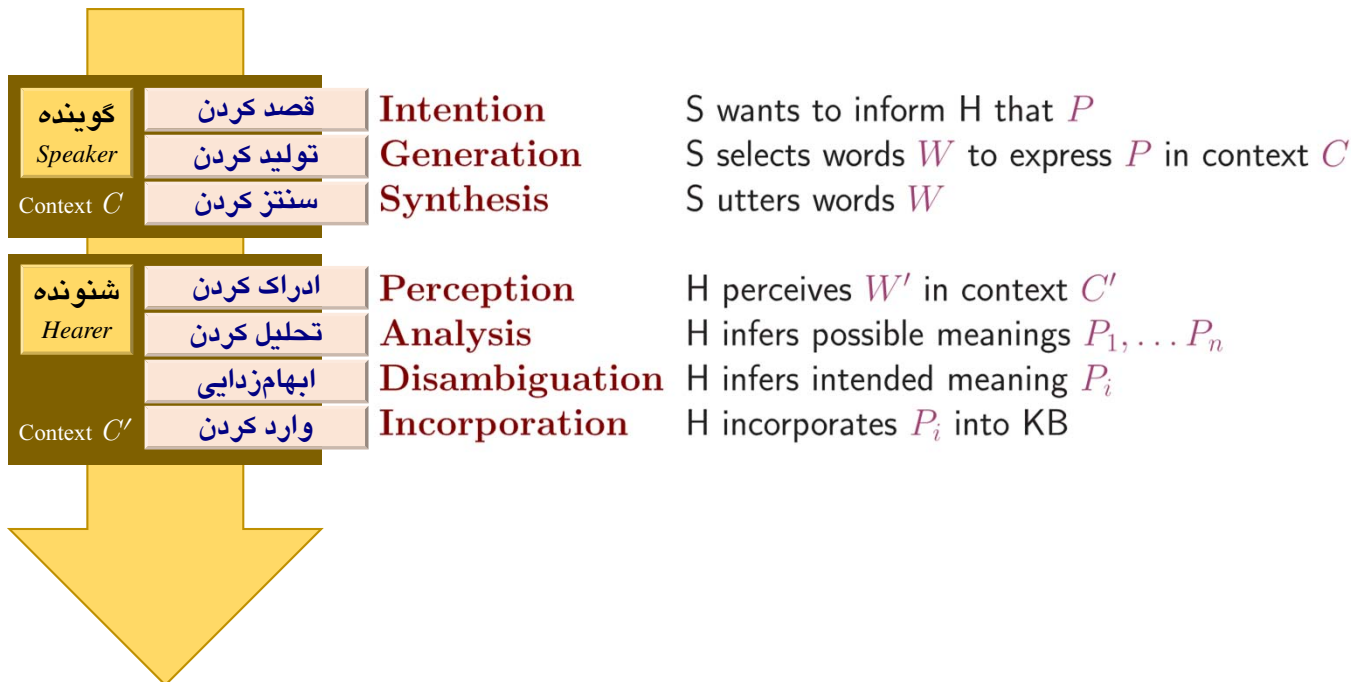 گوینده
Speaker
Context C
قصد کردن Intention S wants to inform H that P
تولید کردن Generation S selects words W to express P in context C
سنتز کردن Synthesis S utters words W
شنونده
Hearer
Context C′
ادراک کردن Perception H perceives W′ in context C′
تحلیل کردن Analysis H infers possible meanings P₁, … Pₙ
ابهام‌زدایی Disambiguation H infers intended meaning Pᵢ
وارد کردن Incorporation H incorporates Pᵢ into KB